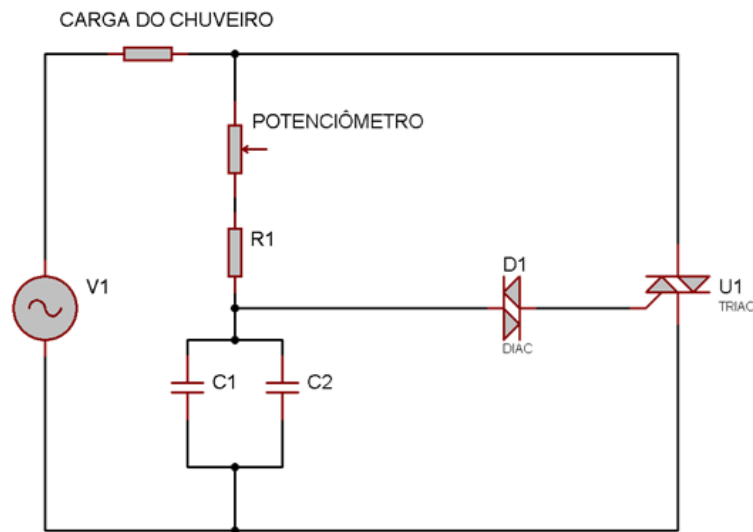 CARGA DO CHUVEIRO
POTENCIÔMETRO
R1
D1
V1
U1
TRIAC
DIAC
C1
C2